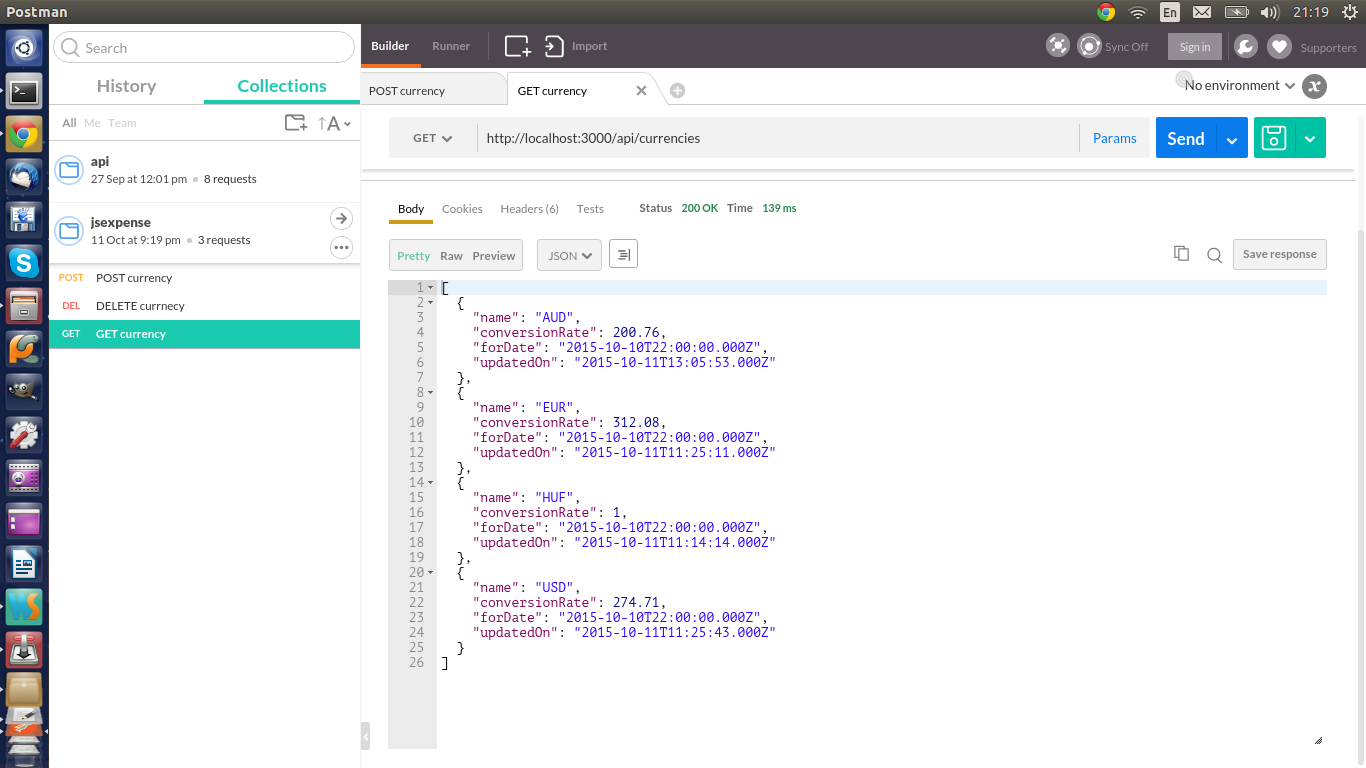 Postman
En
21:19
Search
History
Collections
All Me Team
A
api
27 Sep at 12:01 pm 8 requests
jsexpense
11 Oct at 9:19 pm 3 requests
POST POST currency
DEL DELETE currnecy
GET GET currency
Builder
Runner
Import
Sync Off
Sign in
Supporters
POST currency
GET currency
No environment
x
GET
http://localhost:3000/api/currencies
Params
Send
Body
Cookies
Headers (6)
Tests
Status 200 OK Time 139 ms
Pretty Raw Preview
JSON
Save response
1 [
2 {
3 "name": "AUD",
4 "conversionRate": 200.76,
5 "forDate": "2015-10-10T22:00:00.000Z",
6 "updatedOn": "2015-10-11T13:05:53.000Z"
7 },
8 {
9 "name": "EUR",
10 "conversionRate": 312.08,
11 "forDate": "2015-10-10T22:00:00.000Z",
12 "updatedOn": "2015-10-11T11:25:11.000Z"
13 },
14 {
15 "name": "HUF",
16 "conversionRate": 1,
17 "forDate": "2015-10-10T22:00:00.000Z",
18 "updatedOn": "2015-10-11T11:14:14.000Z"
19 },
20 {
21 "name": "USD",
22 "conversionRate": 274.71,
23 "forDate": "2015-10-10T22:00:00.000Z",
24 "updatedOn": "2015-10-11T11:25:43.000Z"
25 }
26 ]